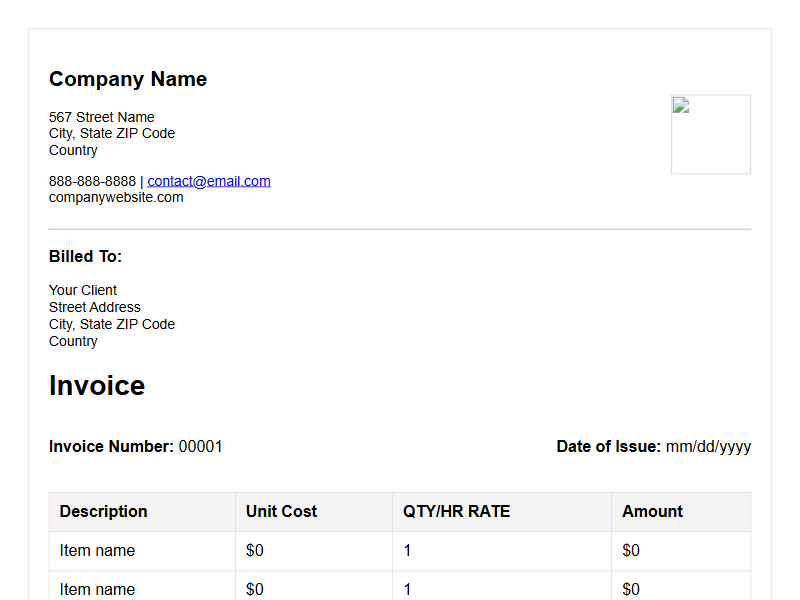 Company Name
567 Street Name
City, State ZIP Code
Country
888-888-8888 | contact@email.com
companywebsite.com
Billed To:
Your Client
Street Address
City, State ZIP Code
Country
Invoice
Invoice Number: 00001 Date of Issue: mm/dd/yyyy
Description Unit Cost QTY/HR RATE Amount
Item name $0 1 $0
Item name $0 1 $0